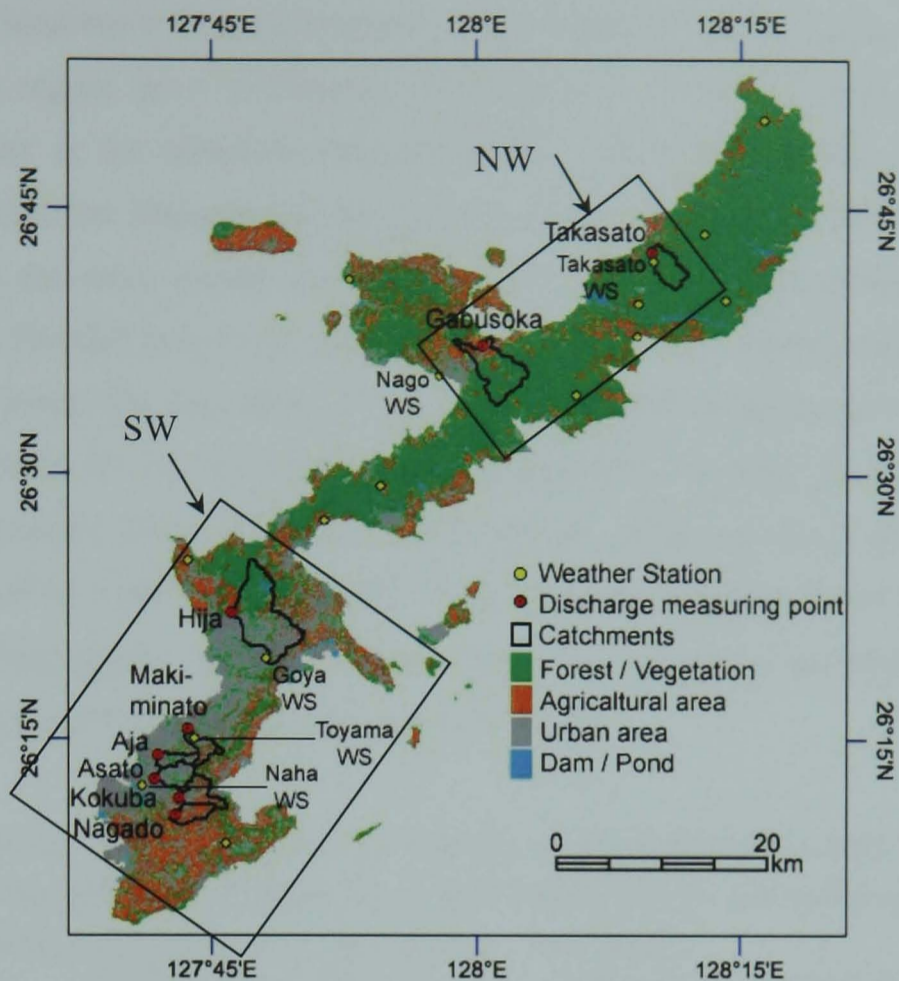 127°45'E
128°E
128°15'E
NW
26°45'N
26°45'N
Takasato
Takasato
WS
Gabusoka
Nago
WS
SW
26°30'N
26°30'N
Weather Station
Discharge measuring point
Hija
Catchments
Goya
WS
Forest / Vegetation
Maki-
minato
Agricaltural area
Toyama
WS
Urban area
26°15'N
26°15'N
Aja
Dam / Pond
Asato
Naha
WS
Kokuba
Nagado
0
20
km
127°45'E
128°E
128°15'E